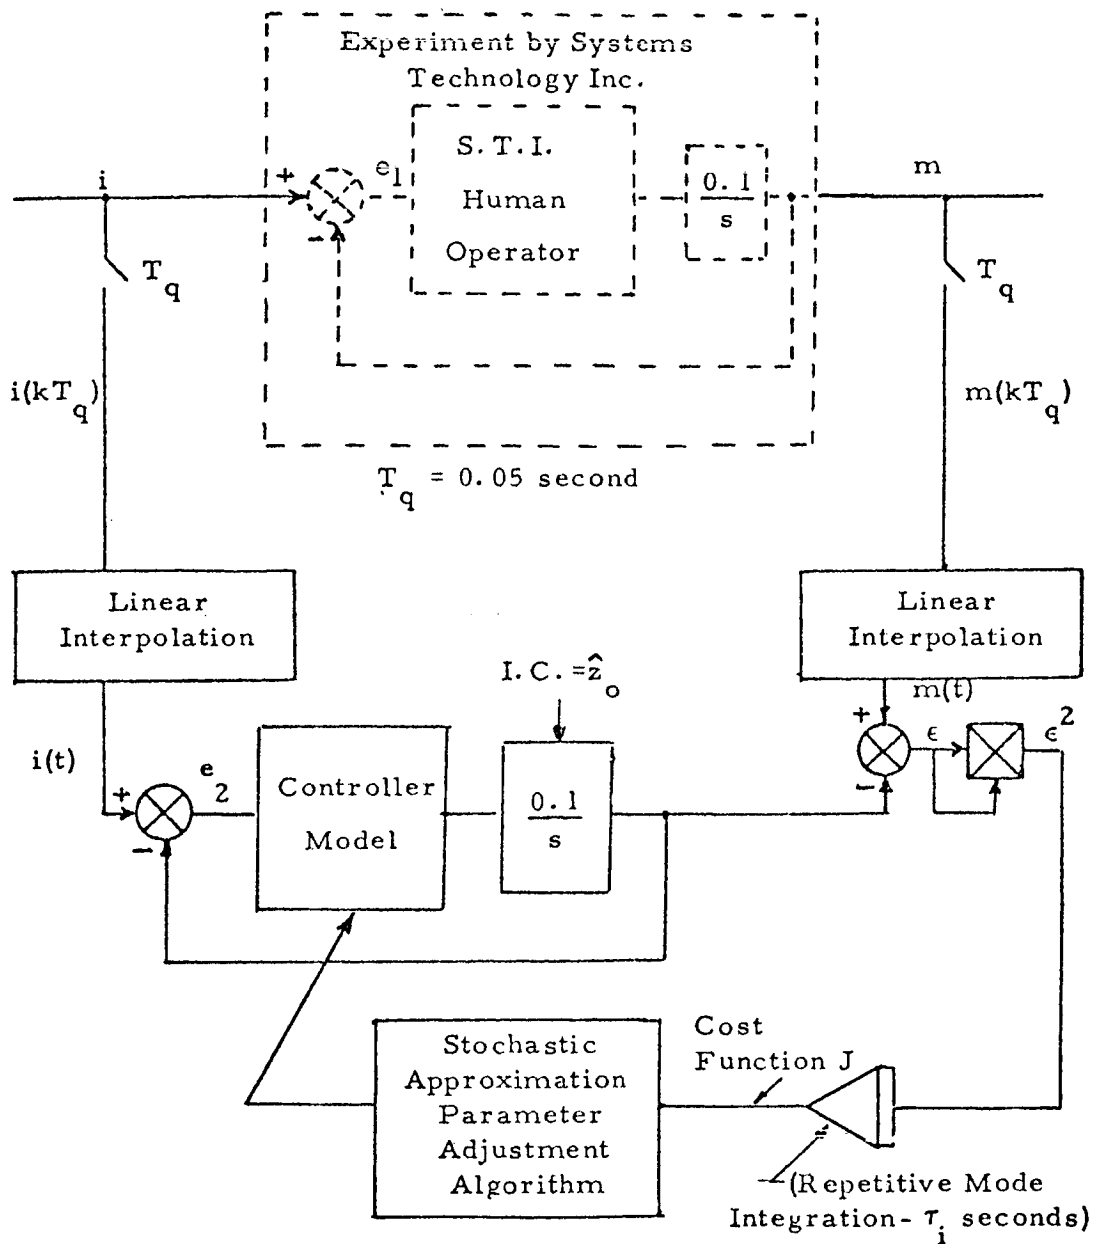 Experiment by Systems
Technology Inc.
i
+
e1
S.T.I.
Human
Operator
0.1
s
m
-
Tq
Tq
i(kTq)
m(kTq)
Tq = 0.05 second
Linear
Interpolation
Linear
Interpolation
I.C.=ẑo
m(t)
i(t)
+
-
e2
Controller
Model
0.1
s
+
-
ϵ
ϵ²
Stochastic
Approximation
Parameter
Adjustment
Algorithm
Cost
Function J
(Repetitive Mode
Integration- τi seconds)